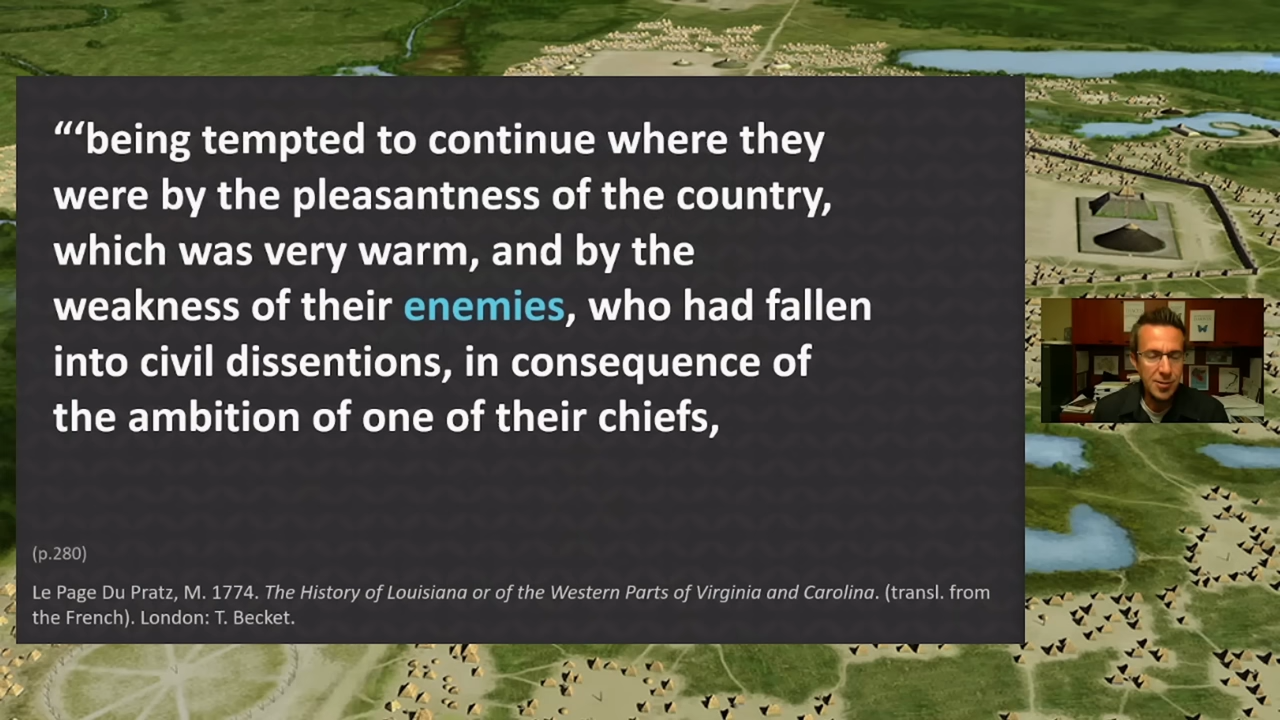 “‘being tempted to continue where they
were by the pleasantness of the country,
which was very warm, and by the
weakness of their enemies, who had fallen
into civil dissentions, in consequence of
the ambition of one of their chiefs,
(p.280)
Le Page Du Pratz, M. 1774. The History of Louisiana or of the Western Parts of Virginia and Carolina. (transl. from
the French). London: T. Becket.